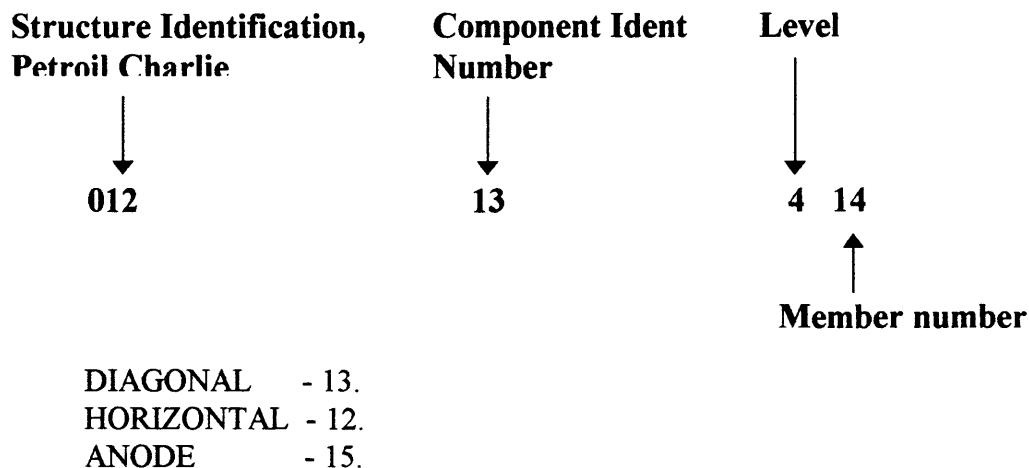 Structure Identification, Component Ident Level
Petroil Charlie Number
012 13 4 14
Member number
DIAGONAL - 13.
HORIZONTAL - 12.
ANODE - 15.